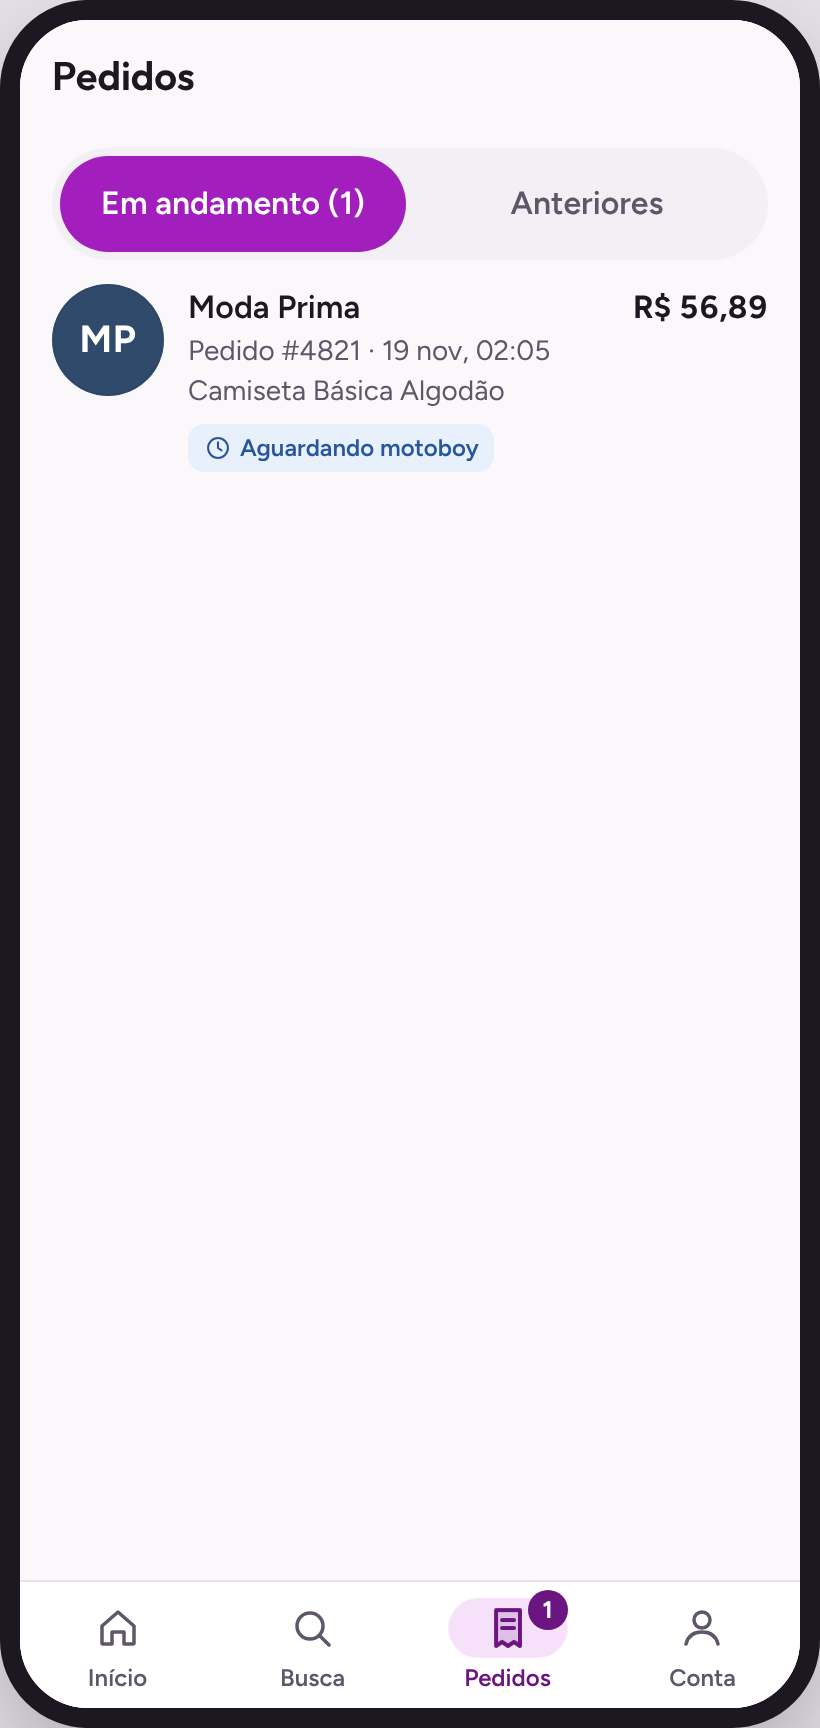 Pedidos
Em andamento (1)
Anteriores
MP
Moda Prima
R$ 56,89
Pedido #4821 · 19 nov, 02:05
Camiseta Básica Algodão
Aguardando motoboy
1
Início
Busca
Pedidos
Conta